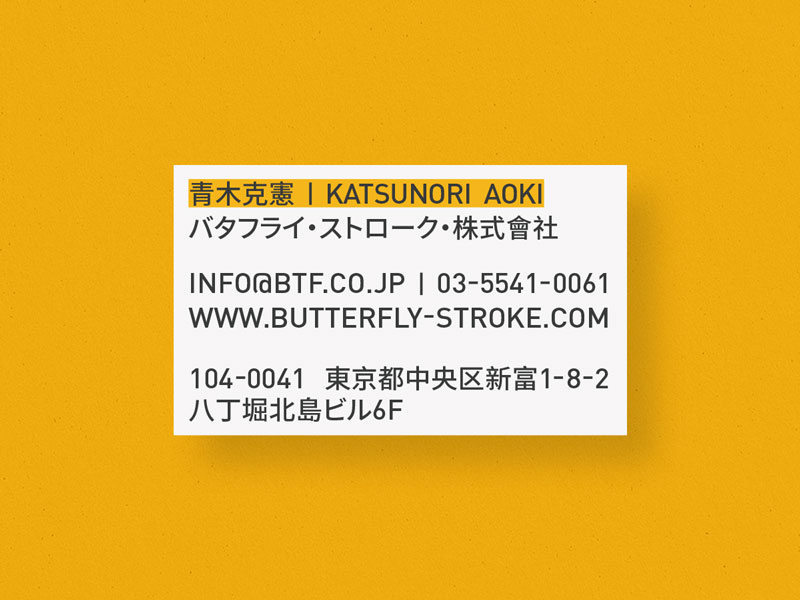 青木克憲 | KATSUNORI AOKI
バタフライ・ストローク・株式會社
INFO@BTF.CO.JP | 03-5541-0061
WWW.BUTTERFLY-STROKE.COM
104-0041 東京都中央区新富1-8-2
八丁堀北島ビル6F